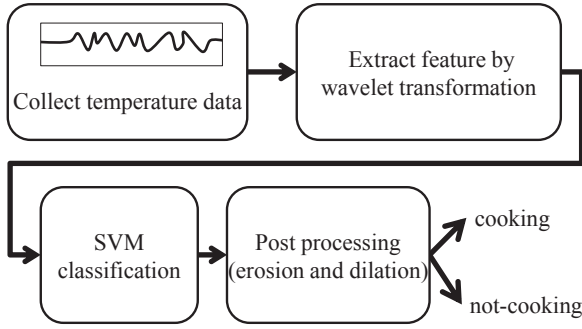 Collect temperature data
Extract feature by
wavelet transformation
SVM
classification
Post processing
(erosion and dilation)
cooking
not-cooking